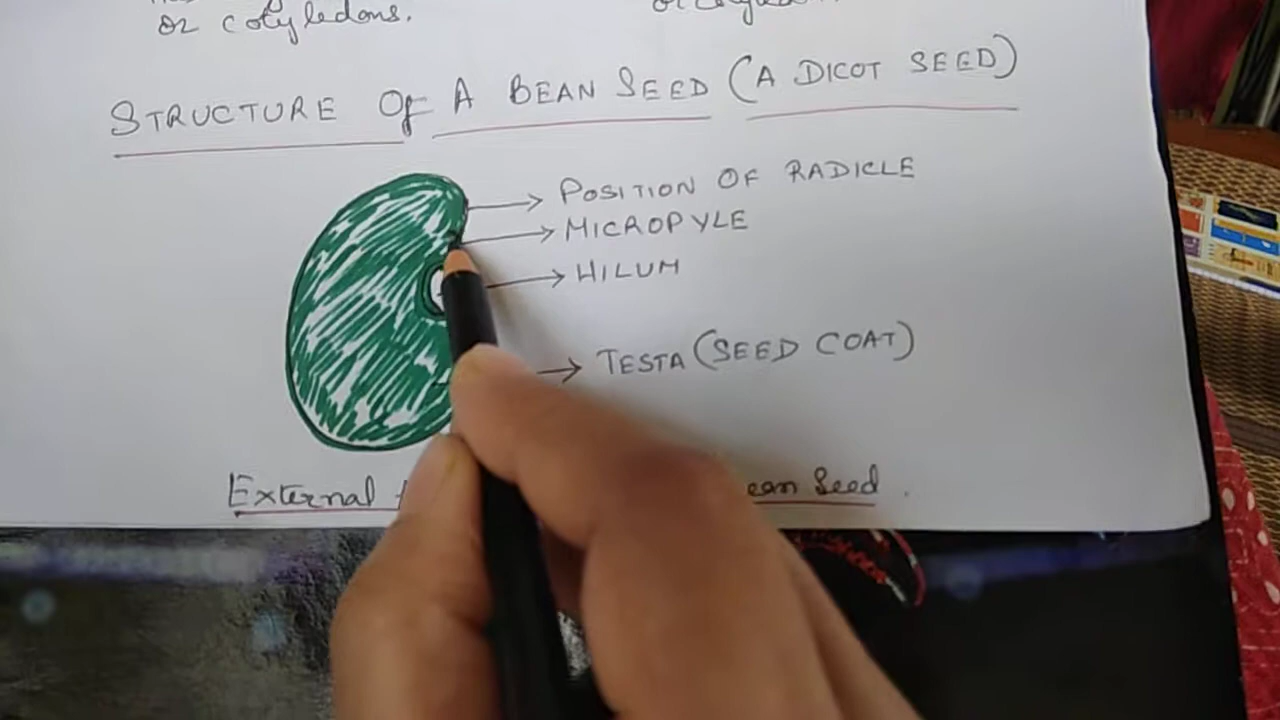 or cotyledons.
STRUCTURE Of A BEAN SEED (A DICOT SEED)
POSITION OF RADICLE
MICROPYLE
HILUM
TESTA (SEED COAT)
External ean Seed.